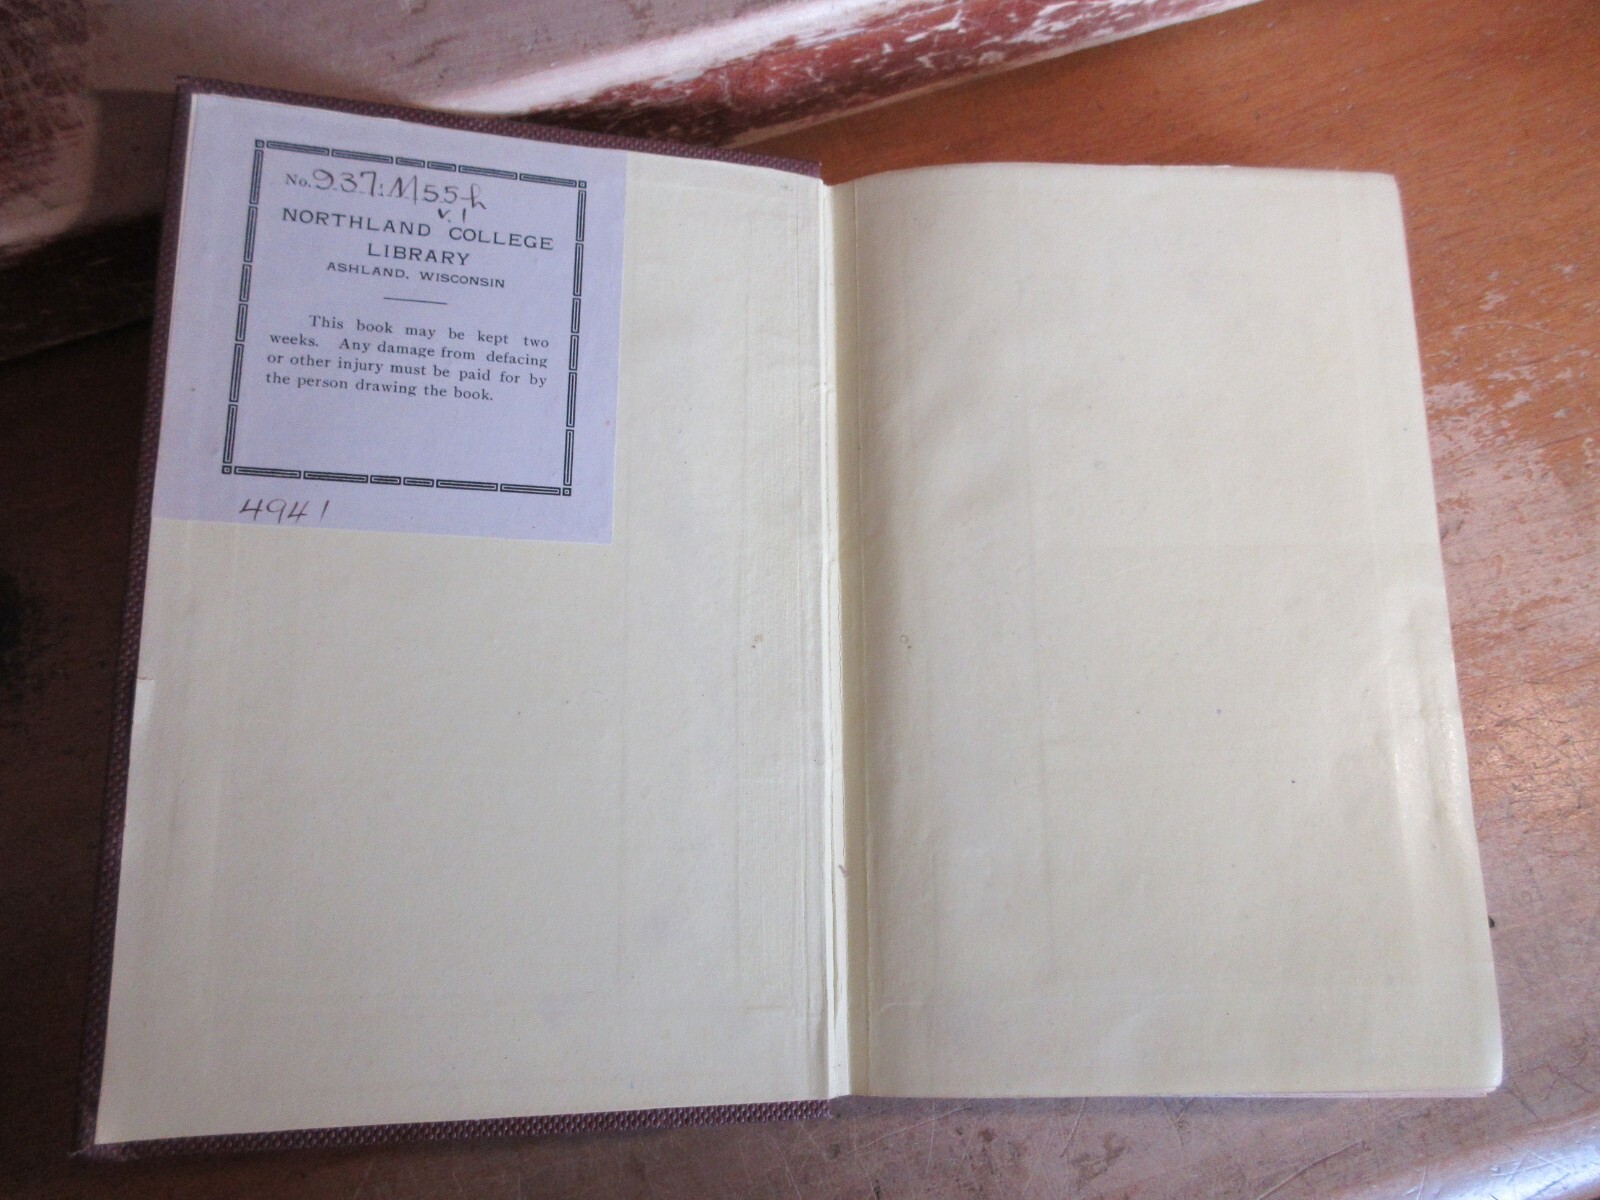 No. 937:M55h
v.1
NORTHLAND COLLEGE
LIBRARY
ASHLAND, WISCONSIN
This book may be kept two
weeks. Any damage from defacing
or other injury must be paid for by
the person drawing the book.
4941